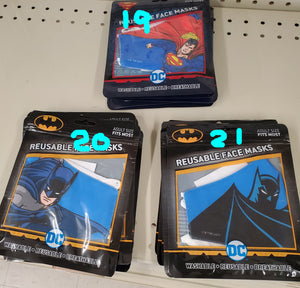 19
REUSABLE FACE MASKS
DC
WASHABLE • REUSABLE • BREATHABLE
20
ADULT SIZE
FITS MOST
REUSABLE FACE MASKS
DC
WASHABLE • REUSABLE • BREATHABLE
21
ADULT SIZE
FITS MOST
REUSABLE FACE MASKS
DC
WASHABLE • REUSABLE • BREATHABLE